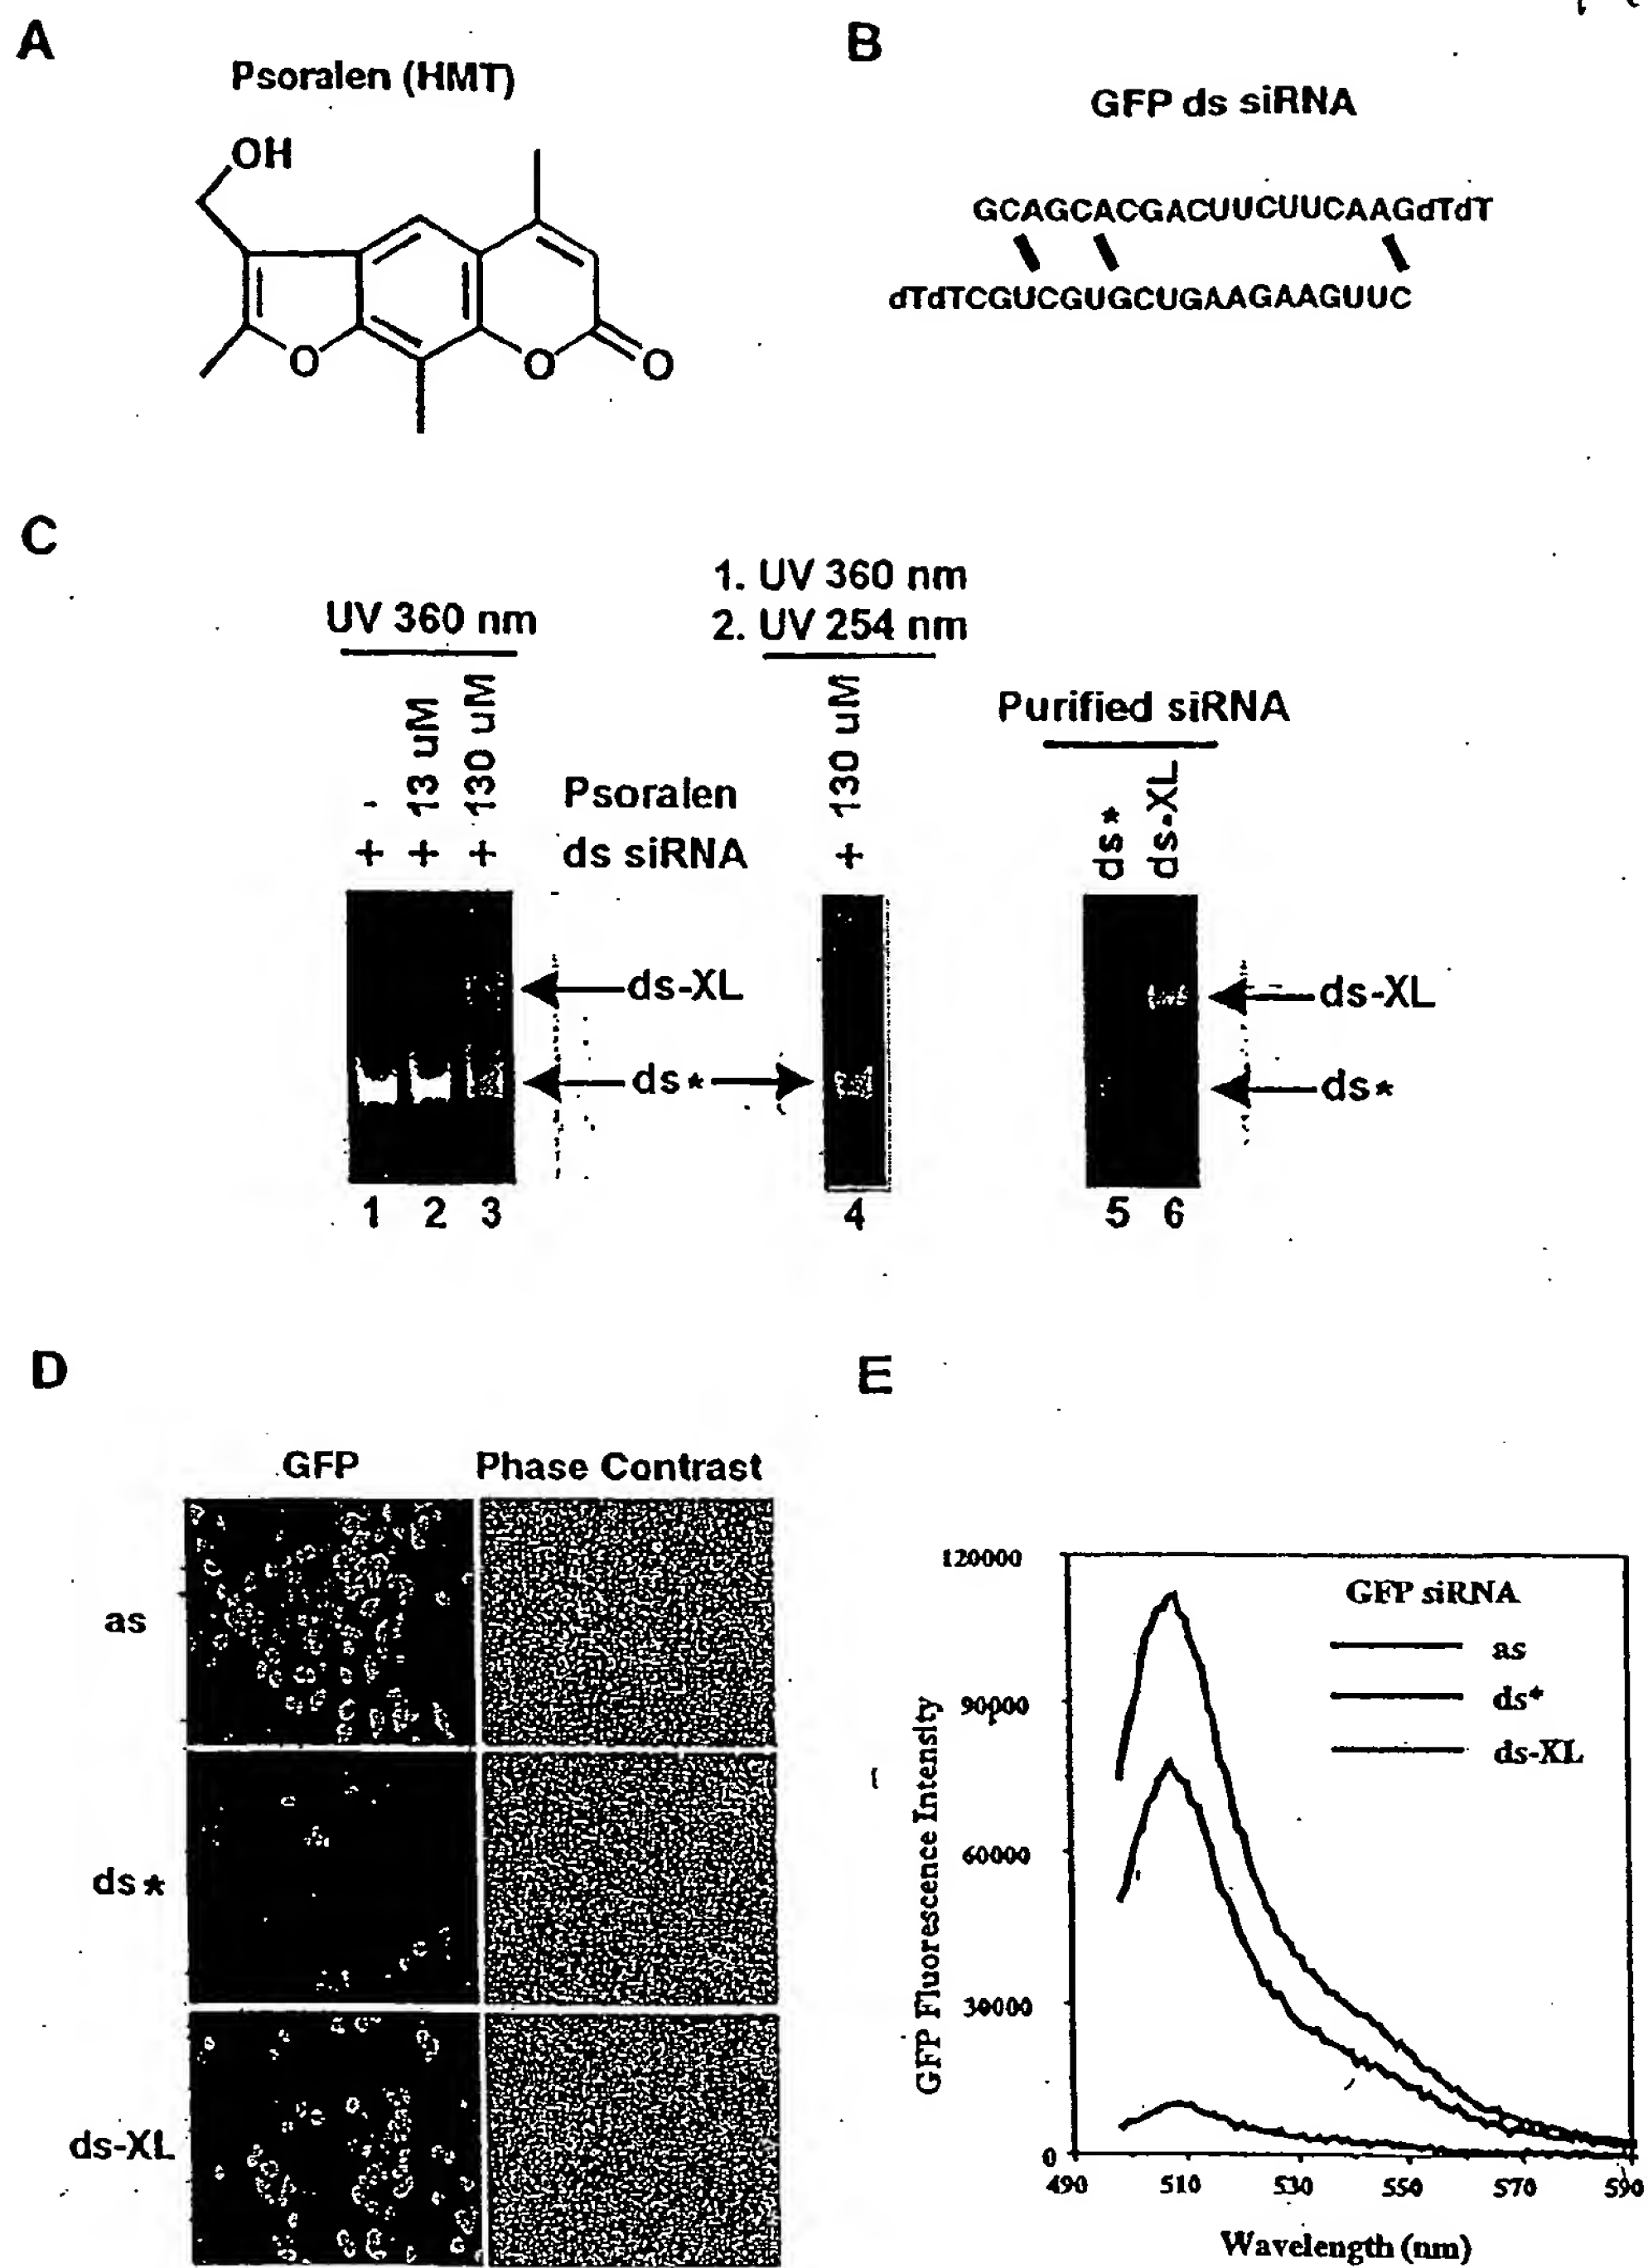 A
Psoralen (HMT)
OH
O
O
O
B
GFP ds siRNA
GCAGCACGACUUCUUCAAGdTdT
dTdTCGUCGUGCUGAAGAAGUUC
C
UV 360 nm
1. UV 360 nm
2. UV 254 nm
Purified siRNA
- 13 uM 130 uM
Psoralen
130 uM
ds* ds-XL
+ + +
ds siRNA
+
ds-XL
ds-XL
ds*
ds*
1 2 3
4
5 6
D
GFP Phase Contrast
as
ds*
ds-XL
E
120000
90000
60000
30000
0
GFP siRNA
as
ds*
ds-XL
GFP Fluorescence Intensity
490 510 530 550 570 590
Wavelength (nm)